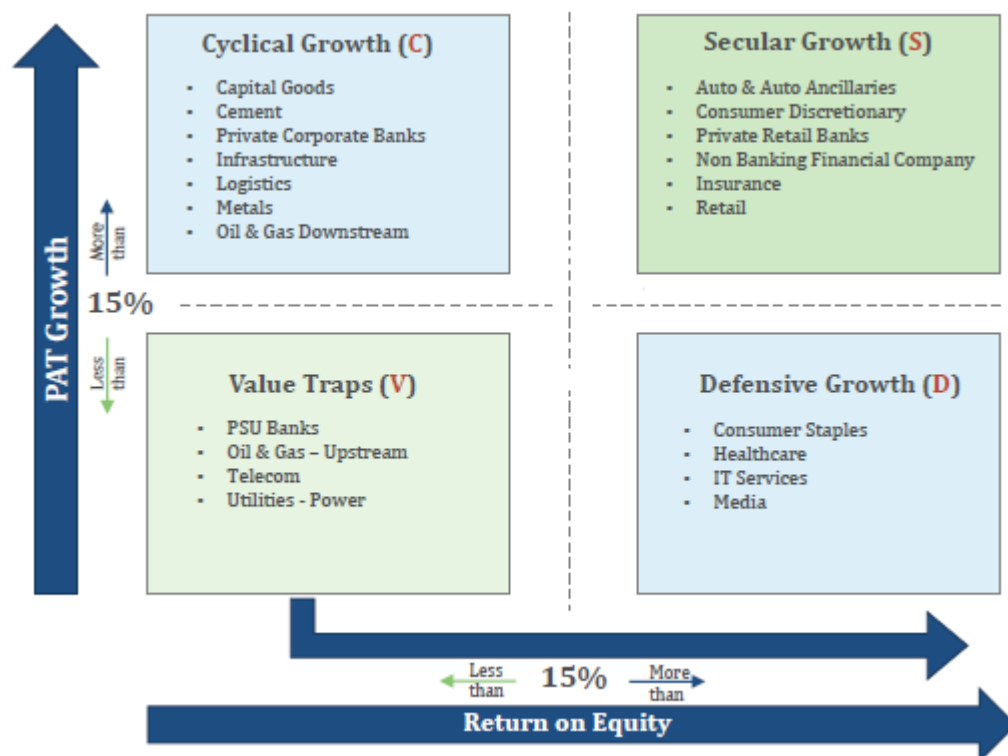 Cyclical Growth (C)
▪ Capital Goods
▪ Cement
▪ Private Corporate Banks
▪ Infrastructure
▪ Logistics
▪ Metals
▪ Oil & Gas Downstream
Secular Growth (S)
▪ Auto & Auto Ancillaries
▪ Consumer Discretionary
▪ Private Retail Banks
▪ Non Banking Financial Company
▪ Insurance
▪ Retail
PAT Growth
More
than
15%
Less
than
Value Traps (V)
▪ PSU Banks
▪ Oil & Gas – Upstream
▪ Telecom
▪ Utilities - Power
Defensive Growth (D)
▪ Consumer Staples
▪ Healthcare
▪ IT Services
▪ Media
Less
than
15%
More
than
Return on Equity